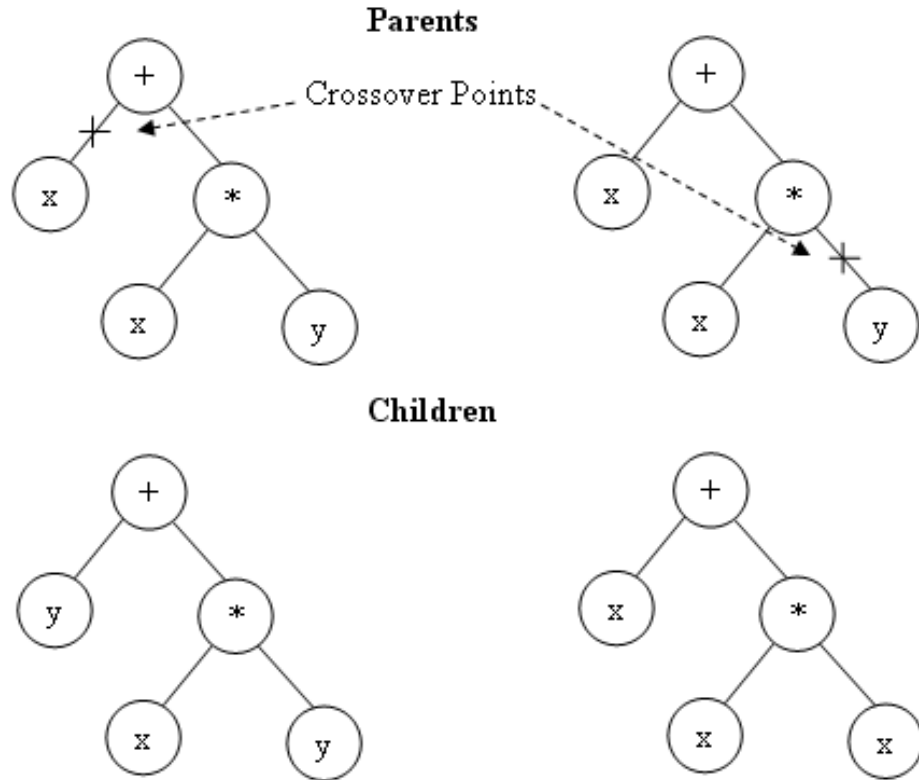 Parents
+ +
Crossover Points
x * x *
x y x y
Children
+ +
y * x *
x y x x